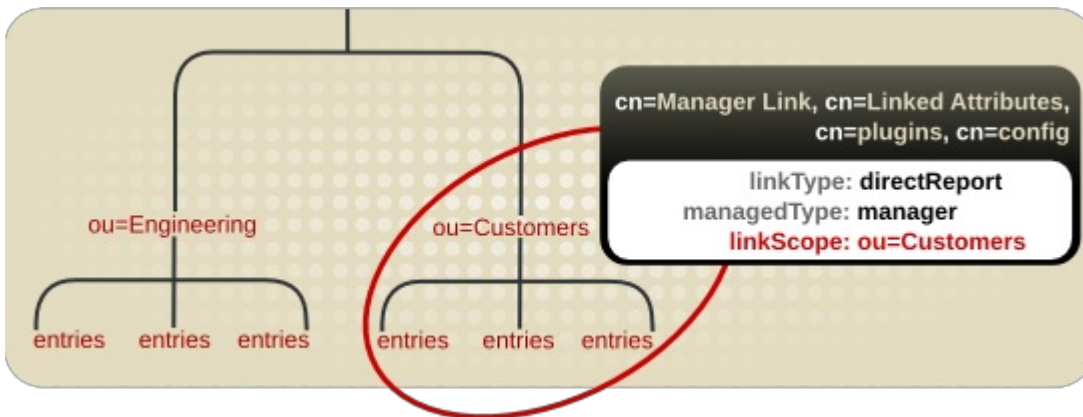 cn=Manager Link, cn=Linked Attributes,
cn=plugins, cn=config
linkType: directReport
managedType: manager
linkScope: ou=Customers
ou=Engineering
ou=Customers
entries entries entries
entries entries entries